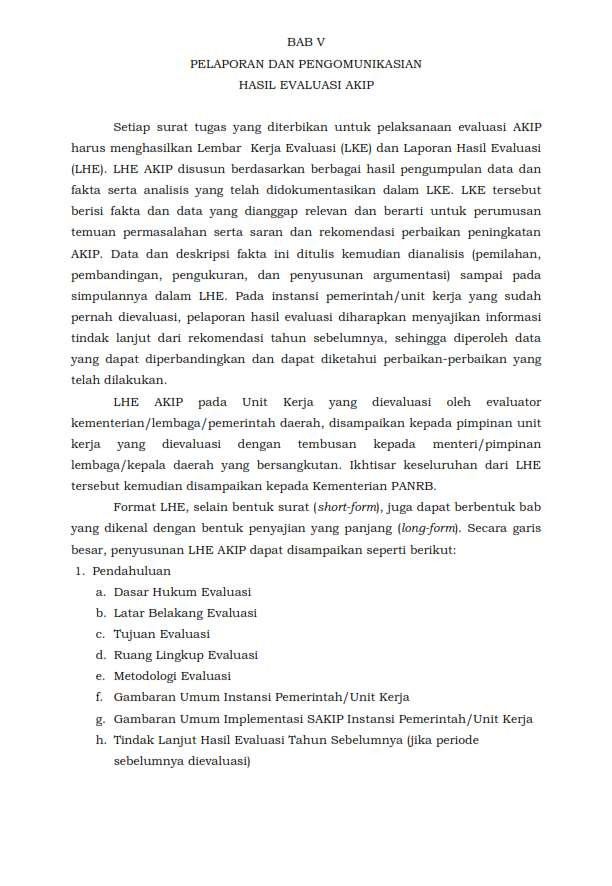 BAB V
PELAPORAN DAN PENGOMUNIKASIAN
HASIL EVALUASI AKIP
Setiap surat tugas yang diterbikan untuk pelaksanaan evaluasi AKIP
harus menghasilkan Lembar Kerja Evaluasi (LKE) dan Laporan Hasil Evaluasi
(LHE). LHE AKIP disusun berdasarkan berbagai hasil pengumpulan data dan
fakta serta analisis yang telah didokumentasikan dalam LKE. LKE tersebut
berisi fakta dan data yang dianggap relevan dan berarti untuk perumusan
temuan permasalahan serta saran dan rekomendasi perbaikan peningkatan
AKIP. Data dan deskripsi fakta ini ditulis kemudian dianalisis (pemilahan,
pembandingan, pengukuran, dan penyusunan argumentasi) sampai pada
simpulannya dalam LHE. Pada instansi pemerintah/unit kerja yang sudah
pernah dievaluasi, pelaporan hasil evaluasi diharapkan menyajikan informasi
tindak lanjut dari rekomendasi tahun sebelumnya, sehingga diperoleh data
yang dapat diperbandingkan dan dapat diketahui perbaikan-perbaikan yang
telah dilakukan.
LHE AKIP pada Unit Kerja yang dievaluasi oleh evaluator
kementerian/lembaga/pemerintah daerah, disampaikan kepada pimpinan unit
kerja yang dievaluasi dengan tembusan kepada menteri/pimpinan
lembaga/kepala daerah yang bersangkutan. Ikhtisar keseluruhan dari LHE
tersebut kemudian disampaikan kepada Kementerian PANRB.
Format LHE, selain bentuk surat (short-form), juga dapat berbentuk bab
yang dikenal dengan bentuk penyajian yang panjang (long-form). Secara garis
besar, penyusunan LHE AKIP dapat disampaikan seperti berikut:
1. Pendahuluan
a. Dasar Hukum Evaluasi
b. Latar Belakang Evaluasi
c. Tujuan Evaluasi
d. Ruang Lingkup Evaluasi
e. Metodologi Evaluasi
f. Gambaran Umum Instansi Pemerintah/Unit Kerja
g. Gambaran Umum Implementasi SAKIP Instansi Pemerintah/Unit Kerja
h. Tindak Lanjut Hasil Evaluasi Tahun Sebelumnya (jika periode
sebelumnya dievaluasi)